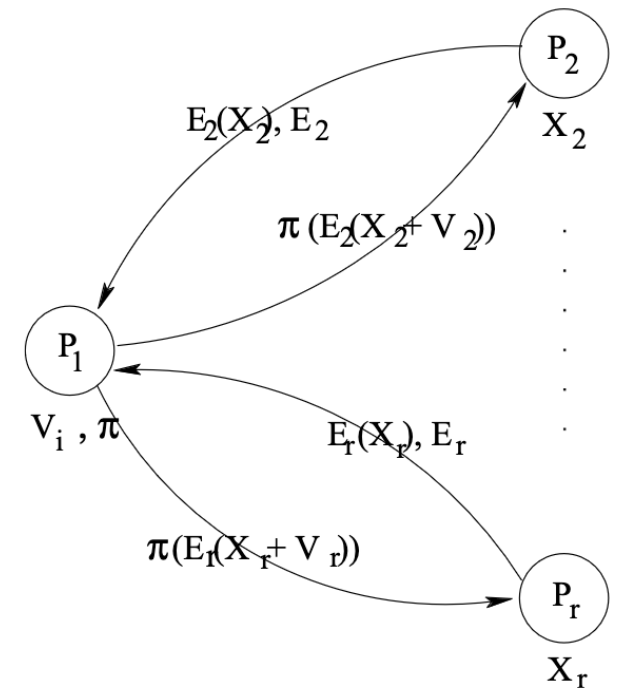 P₂
X₂
E₂(X₂), E₂
π (E₂(X₂+ V₂))
P₁
Vᵢ , π
Eᵣ(Xᵣ), Eᵣ
π(Eᵣ(Xᵣ+ Vᵣ))
Pᵣ
Xᵣ